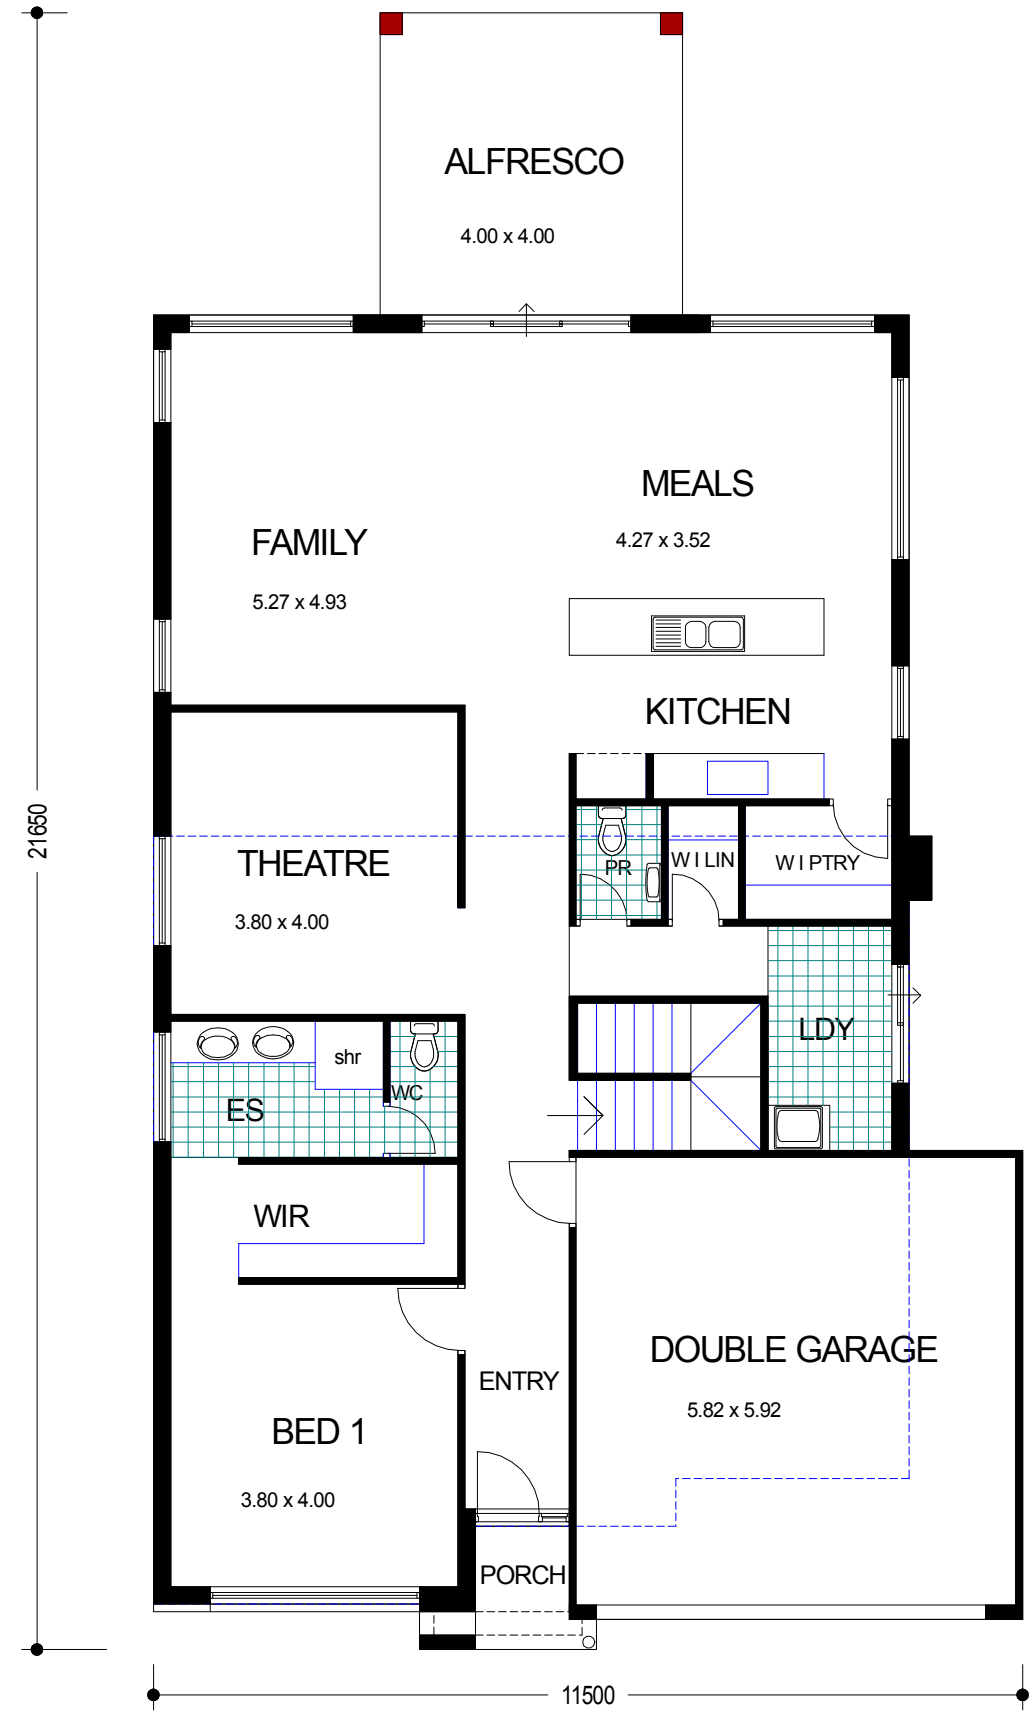 ALFRESCO
4.00 x 4.00
MEALS
4.27 x 3.52
FAMILY
5.27 x 4.93
KITCHEN
21650
THEATRE
3.80 x 4.00
PR
W I LIN
W I PTRY
LDY
shr
WC
ES
WIR
DOUBLE GARAGE
5.82 x 5.92
ENTRY
BED 1
3.80 x 4.00
PORCH
11500